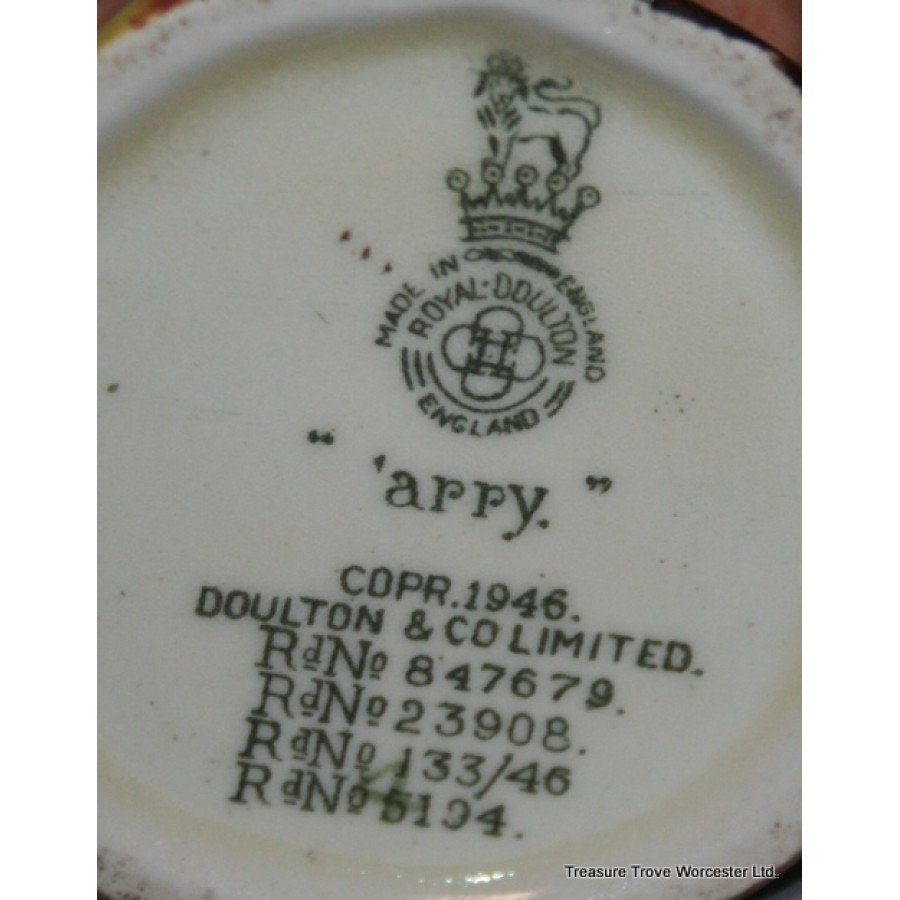 MADE IN ENGLAND
ROYAL·DOULTON
ENGLAND
“ 'arry. ”
COPR.1946.
DOULTON & CO LIMITED.
RdNo 847679.
RdNo 23908.
RdNo 133/46
RdNo 5194.
Treasure Trove Worcester Ltd.